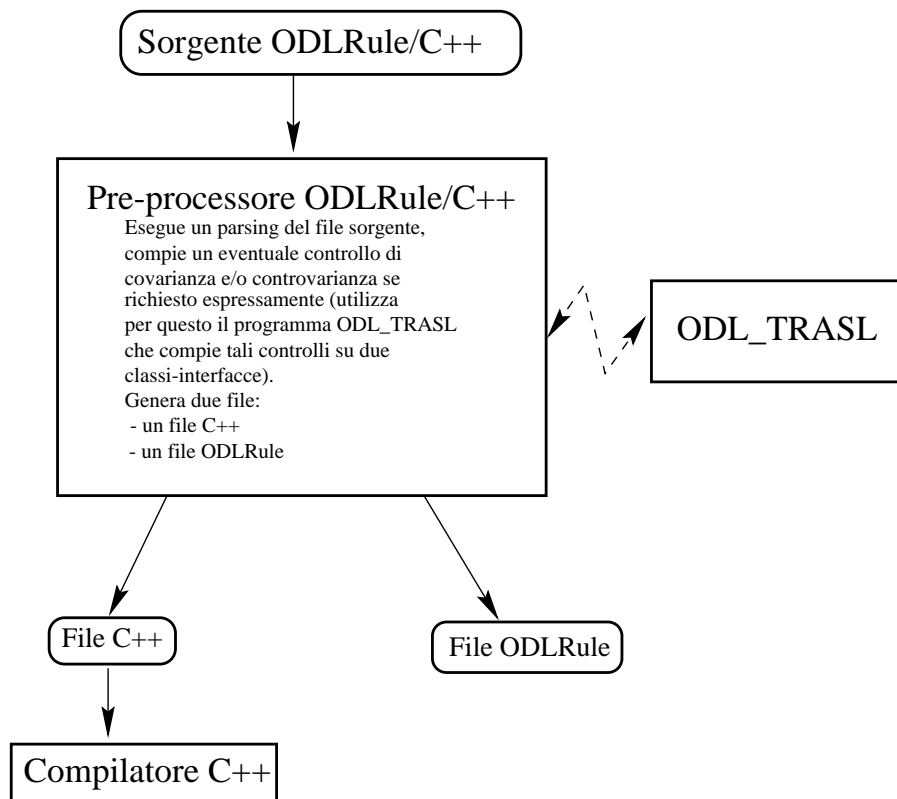 Sorgente ODLRule/C++
Pre-processore ODLRule/C++
Esegue un parsing del file sorgente,
compie un eventuale controllo di
covarianza e/o controvarianza se
richiesto espressamente (utilizza
per questo il programma ODL_TRASL
che compie tali controlli su due
classi-interfacce).
Genera due file:
- un file C++
- un file ODLRule
ODL_TRASL
File C++
File ODLRule
Compilatore C++